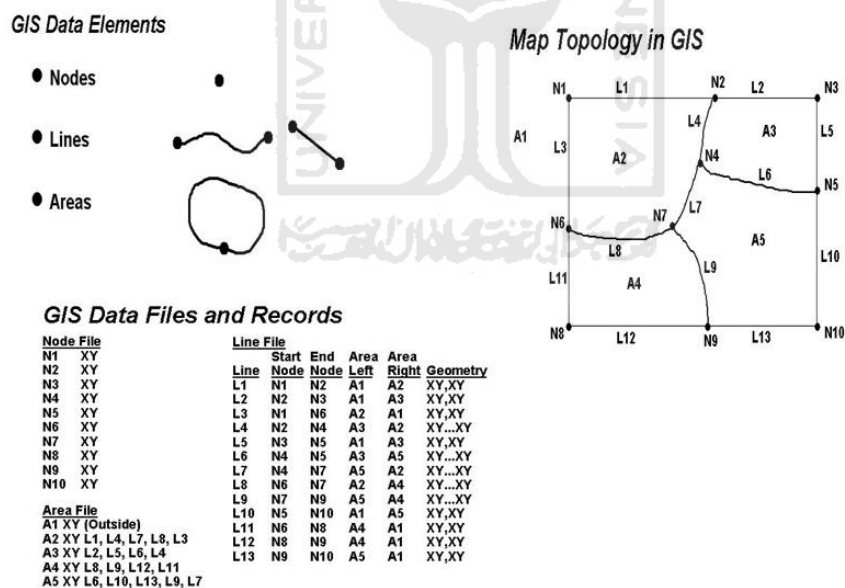 GIS Data Elements
Nodes
Lines
Areas
Map Topology in GIS
N1 L1 N2 L2 N3
A1 L3 A2 L4 A3 L5
N4 L6 N5
N6 L8 N7 L7 A5
L11 A4 L9 L10
N8 L12 N9 L13 N10
GIS Data Files and Records
Node File
N1 XY
N2 XY
N3 XY
N4 XY
N5 XY
N6 XY
N7 XY
N8 XY
N9 XY
N10 XY
Area File
A1 XY (Outside)
A2 XY L1, L4, L7, L8, L3
A3 XY L2, L5, L6, L4
A4 XY L8, L9, L12, L11
A5 XY L6, L10, L13, L9, L7
Line File
Start End Area Area
Line Node Node Left Right Geometry
L1 N1 N2 A1 A2 XY,XY
L2 N2 N3 A1 A3 XY,XY
L3 N1 N6 A2 A1 XY,XY
L4 N2 N4 A3 A2 XY...XY
L5 N3 N5 A1 A3 XY,XY
L6 N4 N5 A3 A5 XY...XY
L7 N4 N7 A5 A2 XY...XY
L8 N6 N7 A2 A4 XY...XY
L9 N7 N9 A5 A4 XY...XY
L10 N5 N10 A1 A5 XY,XY
L11 N6 N8 A4 A1 XY,XY
L12 N8 N9 A4 A1 XY,XY
L13 N9 N10 A5 A1 XY,XY